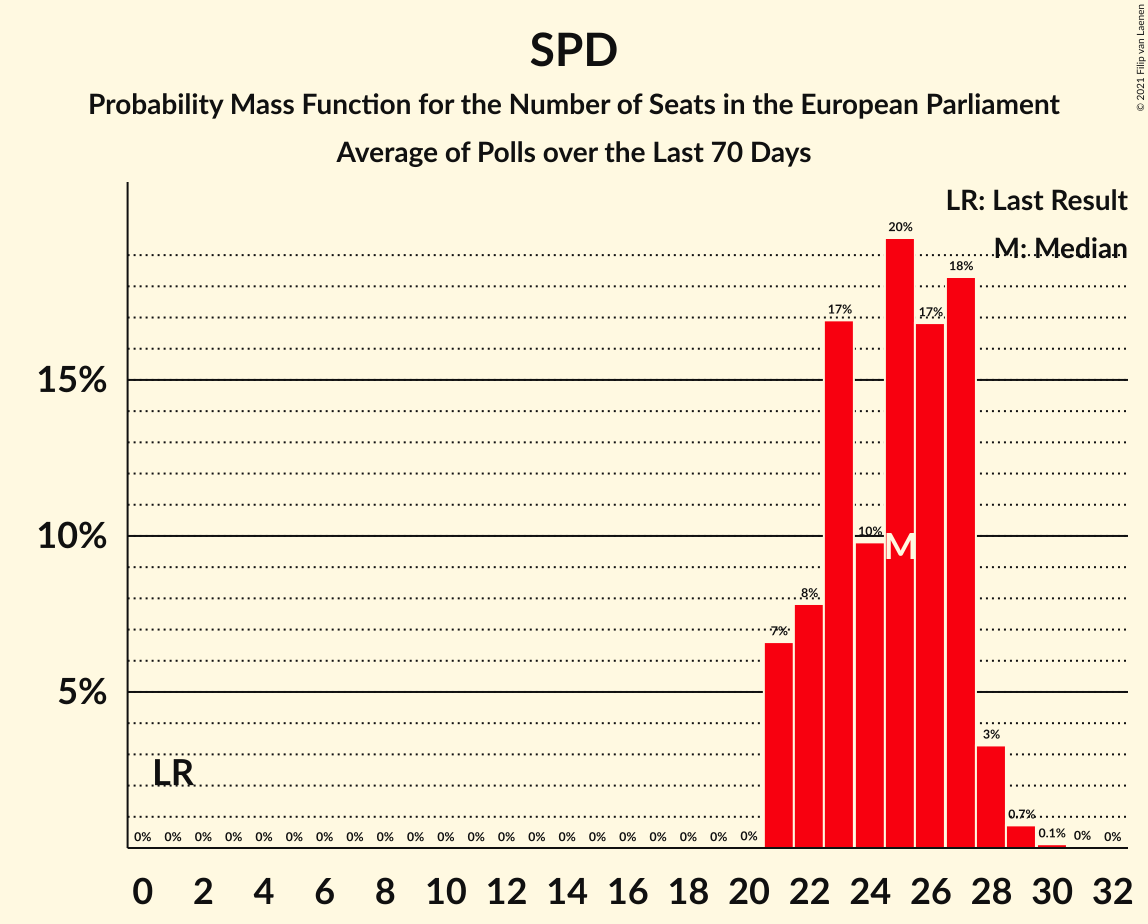 SPD
Probability Mass Function for the Number of Seats in the European Parliament
Average of Polls over the Last 70 Days
© 2021 Filip van Laenen
LR: Last Result
M: Median
20%
18%
17%
17%
15%
10%
10%
M
8%
7%
5%
3%
LR
0.7%
0% 0% 0% 0% 0% 0% 0% 0% 0% 0% 0% 0% 0% 0% 0% 0% 0% 0% 0% 0% 0% 0.1% 0% 0%
0 2 4 6 8 10 12 14 16 18 20 22 24 26 28 30 32